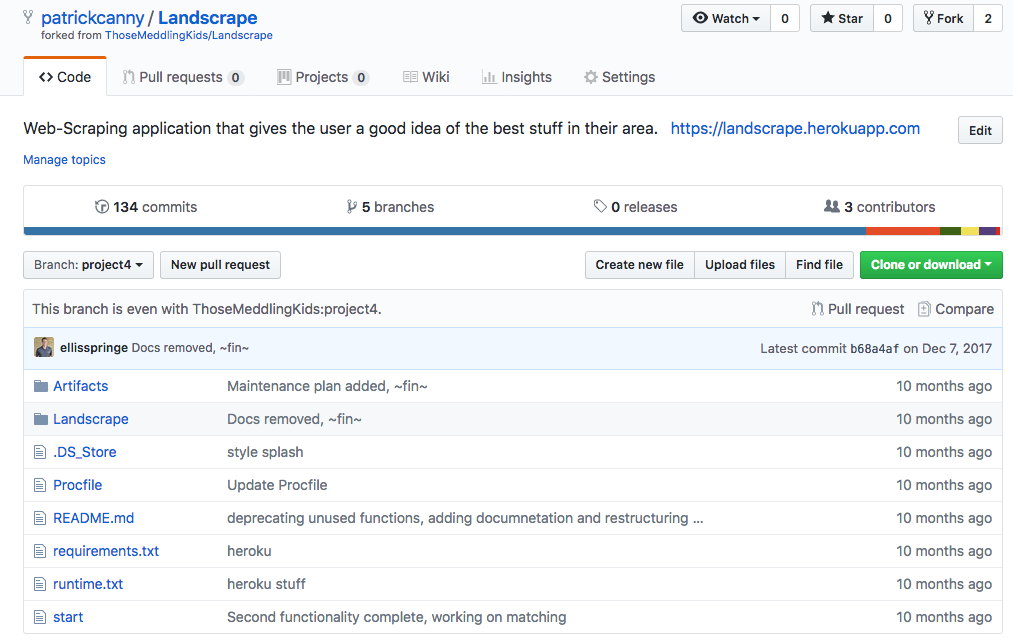 patrickcanny / Landscrape
Watch 0 Star 0 Fork 2
forked from ThoseMeddlingKids/Landscrape
Code Pull requests 0 Projects 0 Wiki Insights Settings
Web-Scraping application that gives the user a good idea of the best stuff in their area. https://landscrape.herokuapp.com
Edit
Manage topics
134 commits 5 branches 0 releases 3 contributors
Branch: project4 New pull request Create new file Upload files Find file Clone or download
This branch is even with ThoseMeddlingKids:project4. Pull request Compare
ellisspringe Docs removed, ~fin~ Latest commit b68a4af on Dec 7, 2017
Artifacts Maintenance plan added, ~fin~ 10 months ago
Landscrape Docs removed, ~fin~ 10 months ago
.DS_Store style splash 10 months ago
Procfile Update Procfile 10 months ago
README.md deprecating unused functions, adding documnetation and restructuring ... 10 months ago
requirements.txt heroku 10 months ago
runtime.txt heroku stuff 10 months ago
start Second functionality complete, working on matching 10 months ago